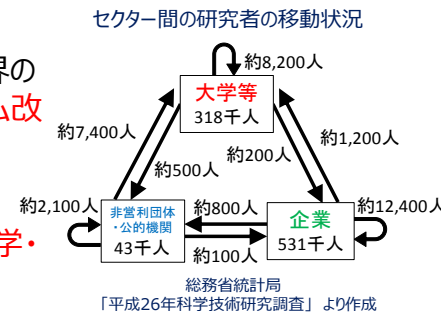 セクター間の研究者の移動状況
界の
ム改
学・
約8,200人
大学等
318千人
約7,400人
約1,200人
約500人
約200人
約2,100人
非営利団体
・公的機関
43千人
約800人
約100人
企業
531千人
約12,400人
総務省統計局
「平成26年科学技術研究調査」より作成